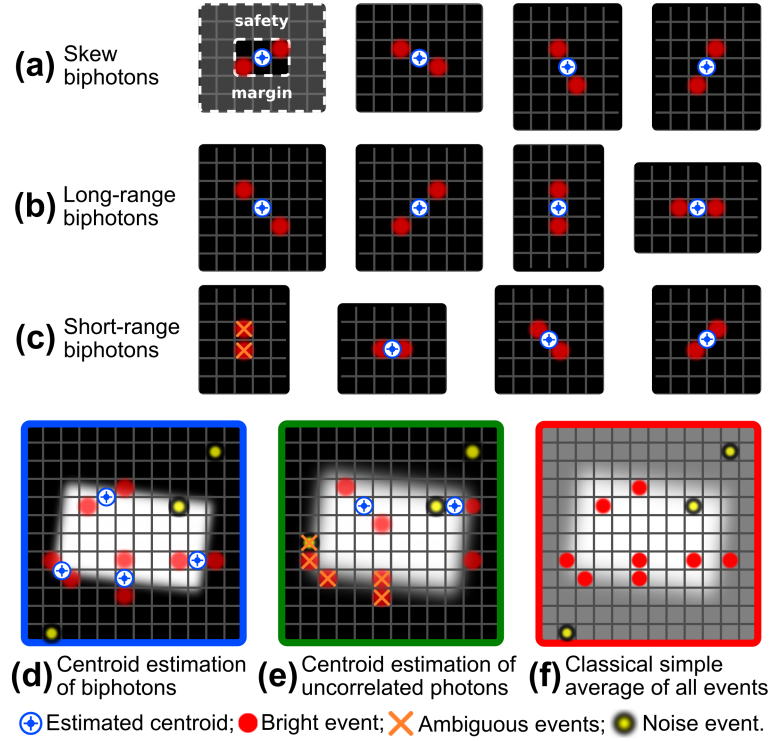 (a) Skew
biphotons
safety
margin
(b) Long-range
biphotons
(c) Short-range
biphotons
(d) Centroid estimation
of biphotons
(e) Centroid estimation of
uncorrelated photons
(f) Classical simple
average of all events
Estimated centroid; Bright event; Ambiguous events; Noise event.